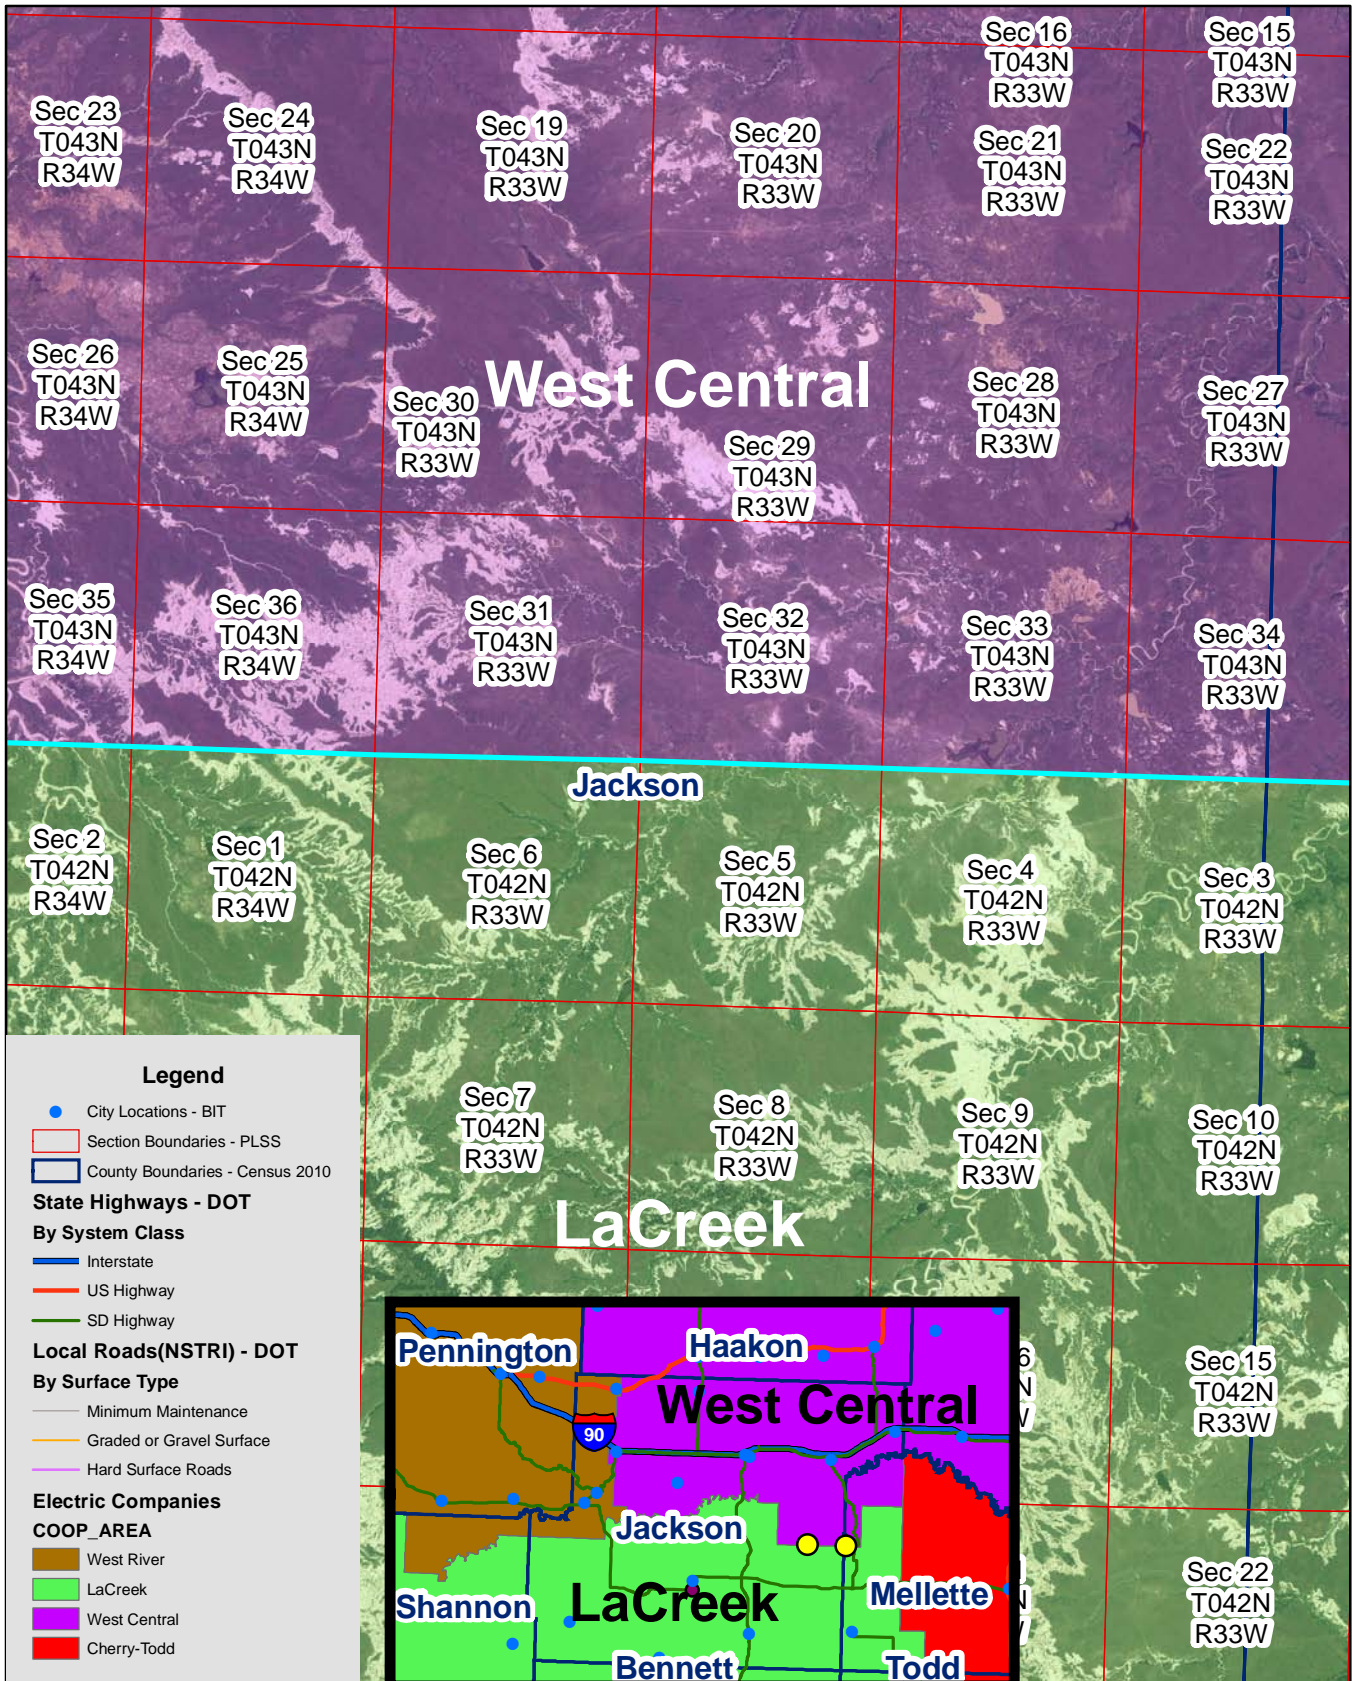 Sec 16
T043N
R33W
Sec 15
T043N
R33W
Sec 23
T043N
R34W
Sec 24
T043N
R34W
Sec 19
T043N
R33W
Sec 20
T043N
R33W
Sec 21
T043N
R33W
Sec 22
T043N
R33W
Sec 26
T043N
R34W
Sec 25
T043N
R34W
Sec 30
T043N
R33W
West Central
Sec 29
T043N
R33W
Sec 28
T043N
R33W
Sec 27
T043N
R33W
Sec 35
T043N
R34W
Sec 36
T043N
R34W
Sec 31
T043N
R33W
Sec 32
T043N
R33W
Sec 33
T043N
R33W
Sec 34
T043N
R33W
Jackson
Sec 2
T042N
R34W
Sec 1
T042N
R34W
Sec 6
T042N
R33W
Sec 5
T042N
R33W
Sec 4
T042N
R33W
Sec 3
T042N
R33W
Sec 7
T042N
R33W
Sec 8
T042N
R33W
Sec 9
T042N
R33W
Sec 10
T042N
R33W
LaCreek
Sec 15
T042N
R33W
Sec 22
T042N
R33W
Legend
City Locations - BIT
Section Boundaries - PLSS
County Boundaries - Census 2010
State Highways - DOT
By System Class
Interstate
US Highway
SD Highway
Local Roads(NSTRI) - DOT
By Surface Type
Minimum Maintenance
Graded or Gravel Surface
Hard Surface Roads
Electric Companies
COOP_AREA
West River
LaCreek
West Central
Cherry-Todd
Pennington
Haakon
West Central
90
Jackson
Shannon
LaCreek
Mellette
Bennett
Todd